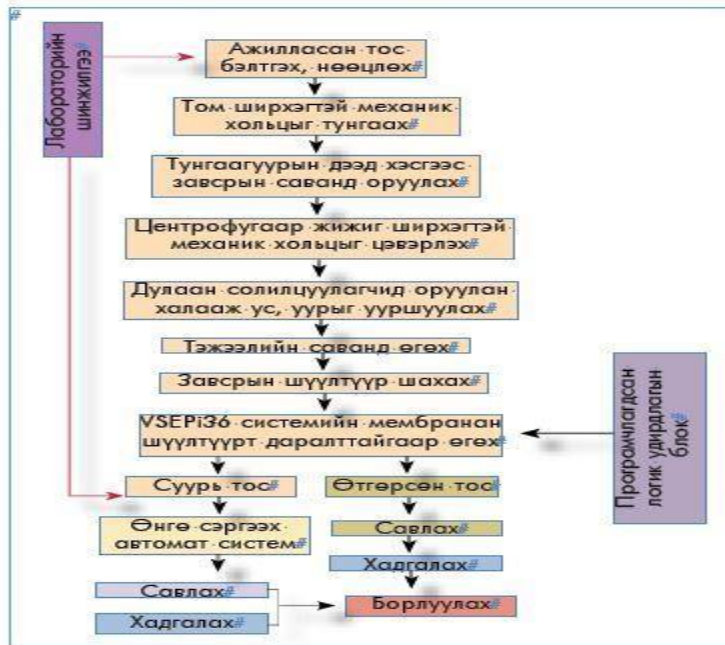 #
Лабораторийн
шинжилгээ#
Ажилласан тос
бэлтгэх, нөөцлөх#
Том ширхэгтэй механик
хольцыг тунгаах#
Тунгаагуурын дээд хэсгээс
завсрын саванд оруулах#
Центрофугаар жижиг ширхэгтэй
механик хольцыг цэвэрлэх#
Дулаан солилцуулагчид оруулан
халааж ус, уурыг ууршуулах#
Тэжээлийн саванд өгөх#
Завсрын шүүлтүүр шахах#
VSEPi36 системийн мембранан
шүүлтүүрт даралттайгаар өгөх#
Програмчлагдсан
логик удирдлагын
блок#
Суурь тос#
Өтгөрсөн тос#
Өнгө сэргээх
автомат систем#
Савлах#
Хадгалах#
Савлах#
Хадгалах#
Борлуулах#